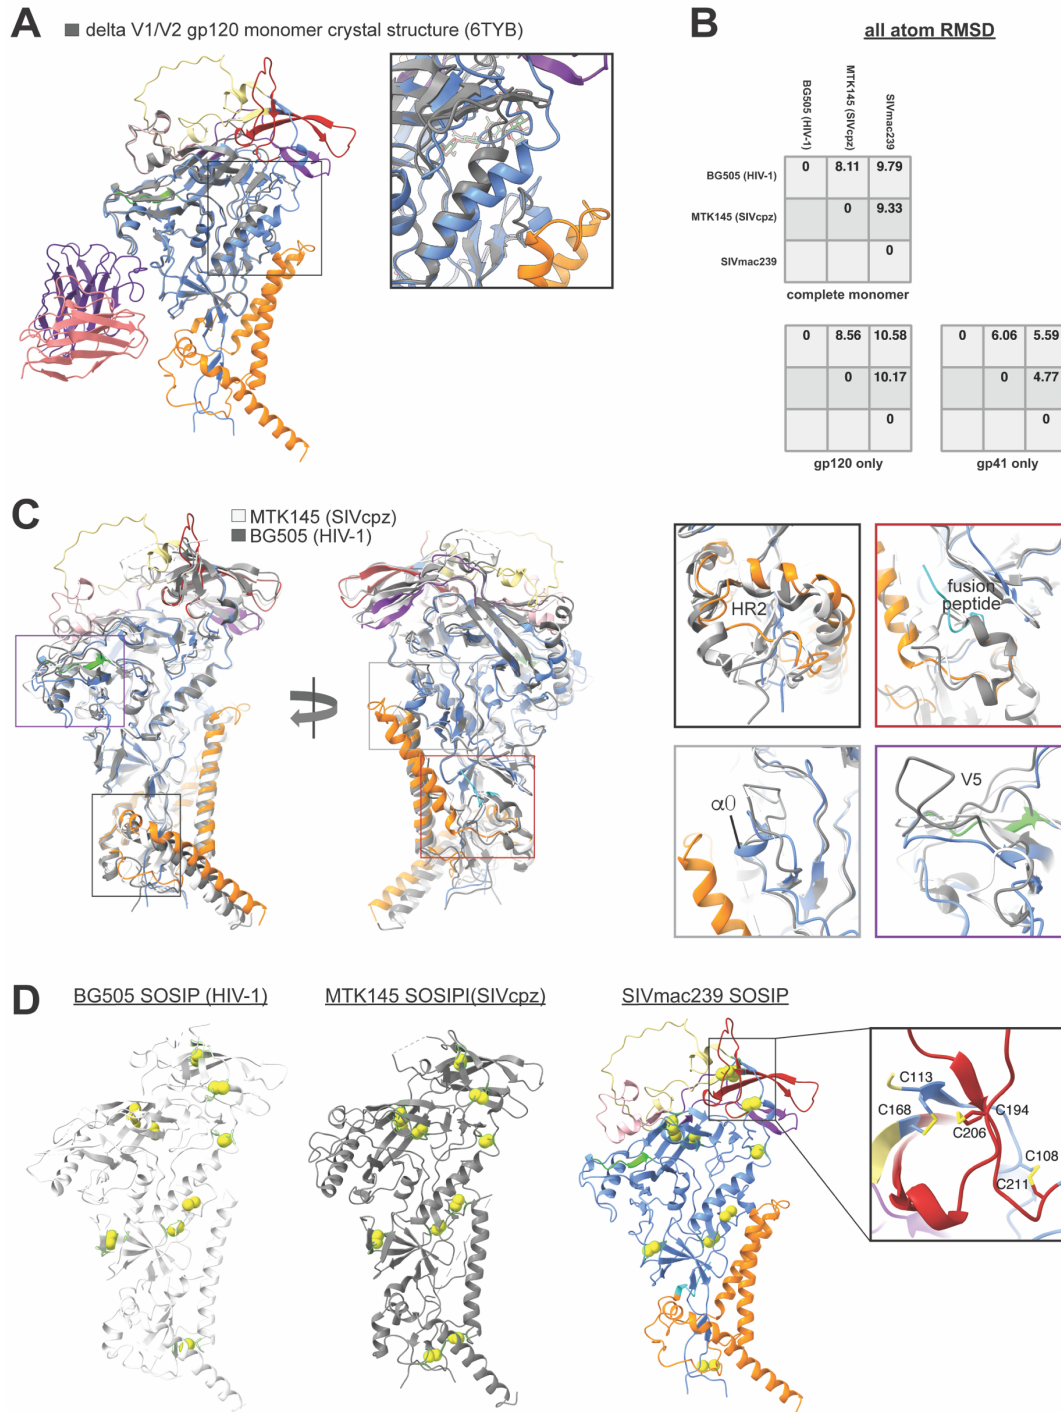 A
delta V1/V2 gp120 monomer crystal structure (6TYB)
B
all atom RMSD
BG505 (HIV-1)
MTK145 (SIVcpz)
SIVmac239
BG505 (HIV-1)
0
8.11
9.79
MTK145 (SIVcpz)
0
9.33
SIVmac239
0
complete monomer
0
8.56
10.58
0
10.17
0
gp120 only
0
6.06
5.59
0
4.77
0
gp41 only
C
MTK145 (SIVcpz)
BG505 (HIV-1)
HR2
fusion
peptide
α0
V5
D
BG505 SOSIP (HIV-1)
MTK145 SOSIPI(SIVcpz)
SIVmac239 SOSIP
C113
C168
C194
C206
C108
C211